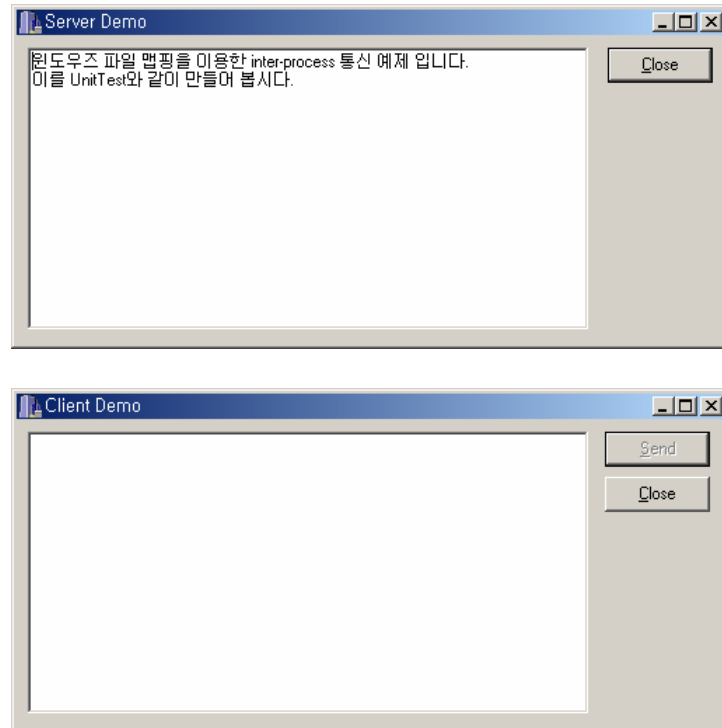 Server Demo
윈도우즈 파일 맵핑을 이용한 inter-process 통신 예제 입니다.
이를 UnitTest와 같이 만들어 봅시다.
Close
Client Demo
Send
Close